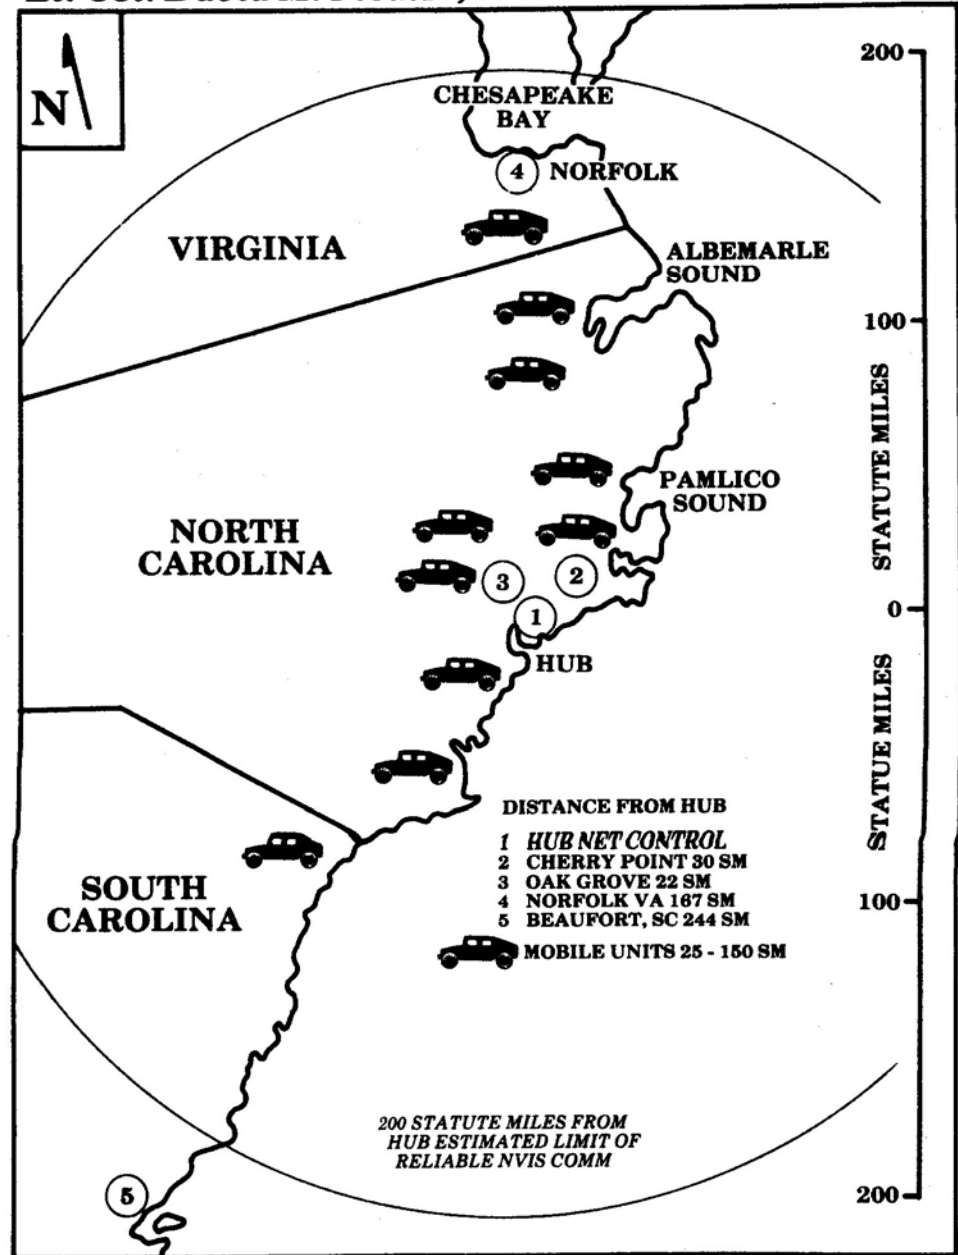 N
CHESAPEAKE
BAY
4 NORFOLK
VIRGINIA
ALBEMARLE
SOUND
PAMLICO
SOUND
NORTH
CAROLINA
3
2
1
HUB
DISTANCE FROM HUB
1 HUB NET CONTROL
2 CHERRY POINT 30 SM
3 OAK GROVE 22 SM
4 NORFOLK VA 167 SM
5 BEAUFORT, SC 244 SM
MOBILE UNITS 25 - 150 SM
SOUTH
CAROLINA
200 STATUTE MILES FROM
HUB ESTIMATED LIMIT OF
RELIABLE NVIS COMM
5
200
100
STATUTE MILES
0
STATUE MILES
100
200